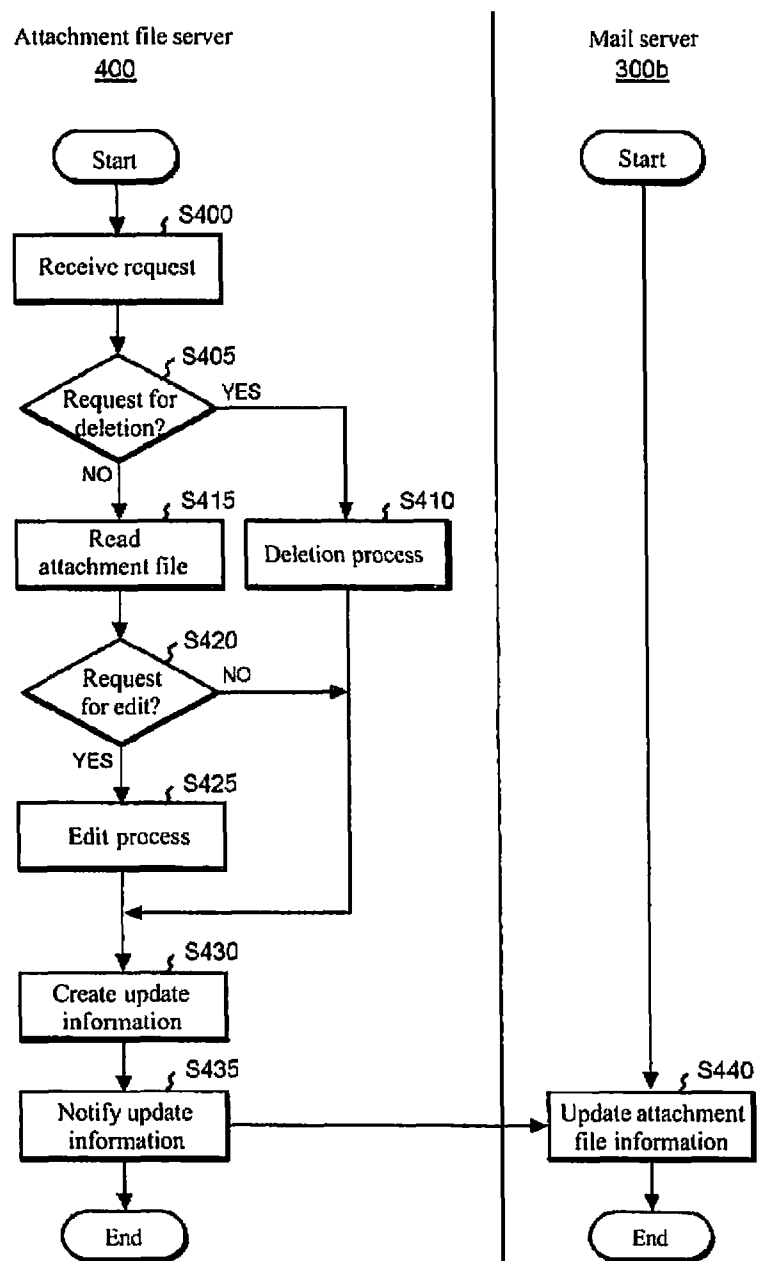 Attachment file server
400
Mail server
300b
Start
Start
S400
Receive request
S405
Request for
deletion?
YES
NO
S415
Read
attachment file
S410
Deletion process
S420
Request
for edit?
NO
YES
S425
Edit process
S430
Create update
information
S435
Notify update
information
S440
Update attachment
file information
End
End